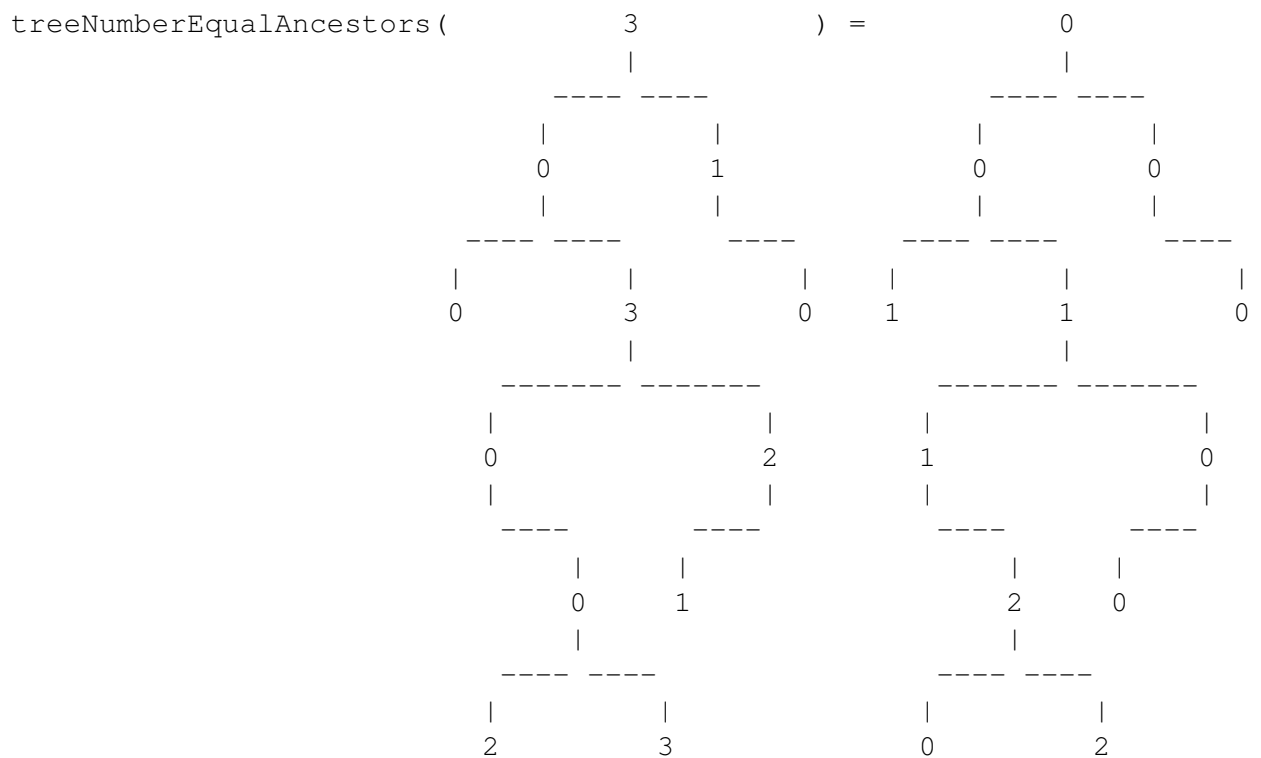 treeNumberEqualAncestors(          3          ) =          0
                                   |                        |
                               ---- ----                ---- ----
                              |         |              |         |
                              0         1              0         0
                              |         |              |         |
                          ---- ----      ----      ---- ----      ----
                         |         |         |    |         |         |
                         0         3         0    1         1         0
                                   |                        |
                            ------- -------          ------- -------
                           |               |        |               |
                           0               2        1               0
                           |               |        |               |
                            ----       ----          ----       ----
                                |     |                  |     |
                                0     1                  2     0
                                |                        |
                            ---- ----                ---- ----
                           |         |              |         |
                           2         3              0         2